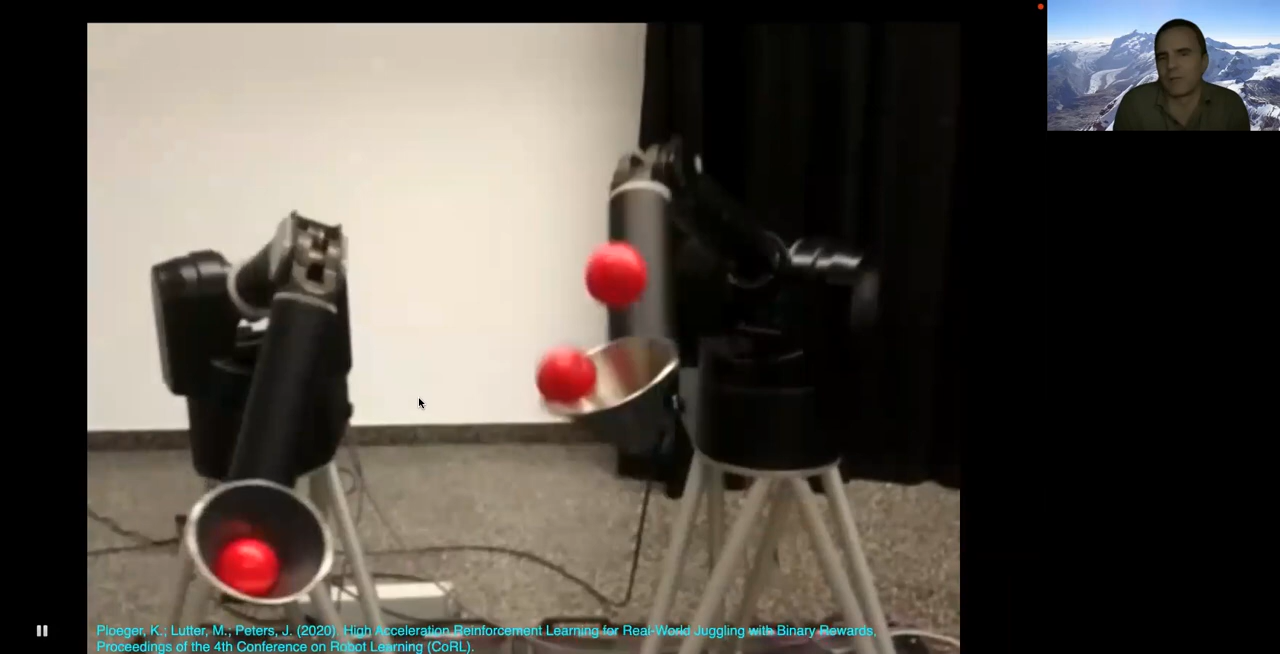 Ploeger, K.; Lutter, M.; Peters, J. (2020). High Acceleration Reinforcement Learning for Real-World Juggling with Binary Rewards,
Proceedings of the 4th Conference on Robot Learning (CoRL).